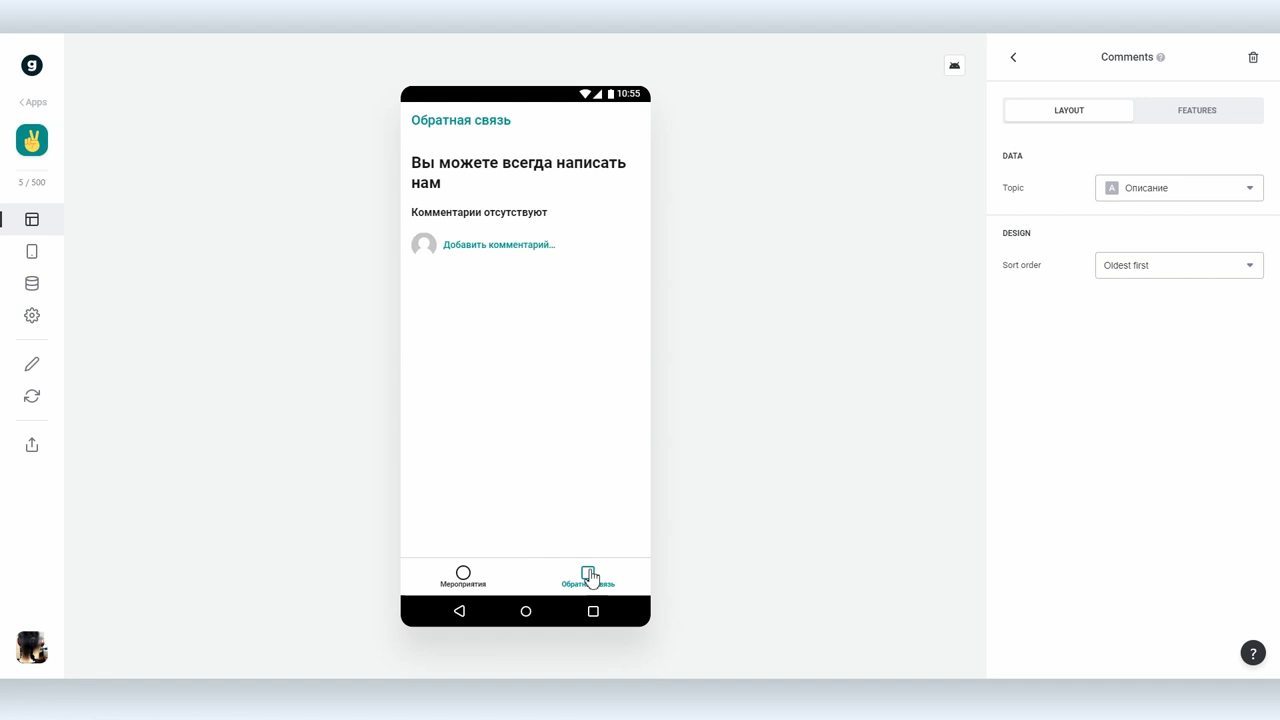 g
Apps
5 / 500
10:55
Обратная связь
Вы можете всегда написать
нам
Комментарии отсутствуют
Добавить комментарий...
Мероприятия
Comments ?
LAYOUT
FEATURES
DATA
Topic
A Описание
DESIGN
Sort order
Oldest first
?